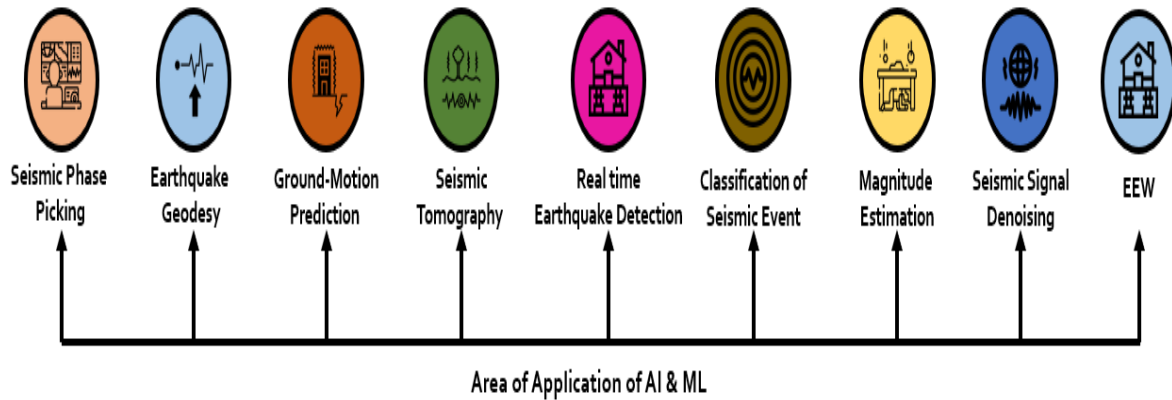 Seismic Phase
Picking
Earthquake
Geodesy
Ground-Motion
Prediction
Seismic
Tomography
Real time
Earthquake Detection
Classification of
Seismic Event
Magnitude
Estimation
Seismic Signal
Denoising
EEW
Area of Application of AI & ML